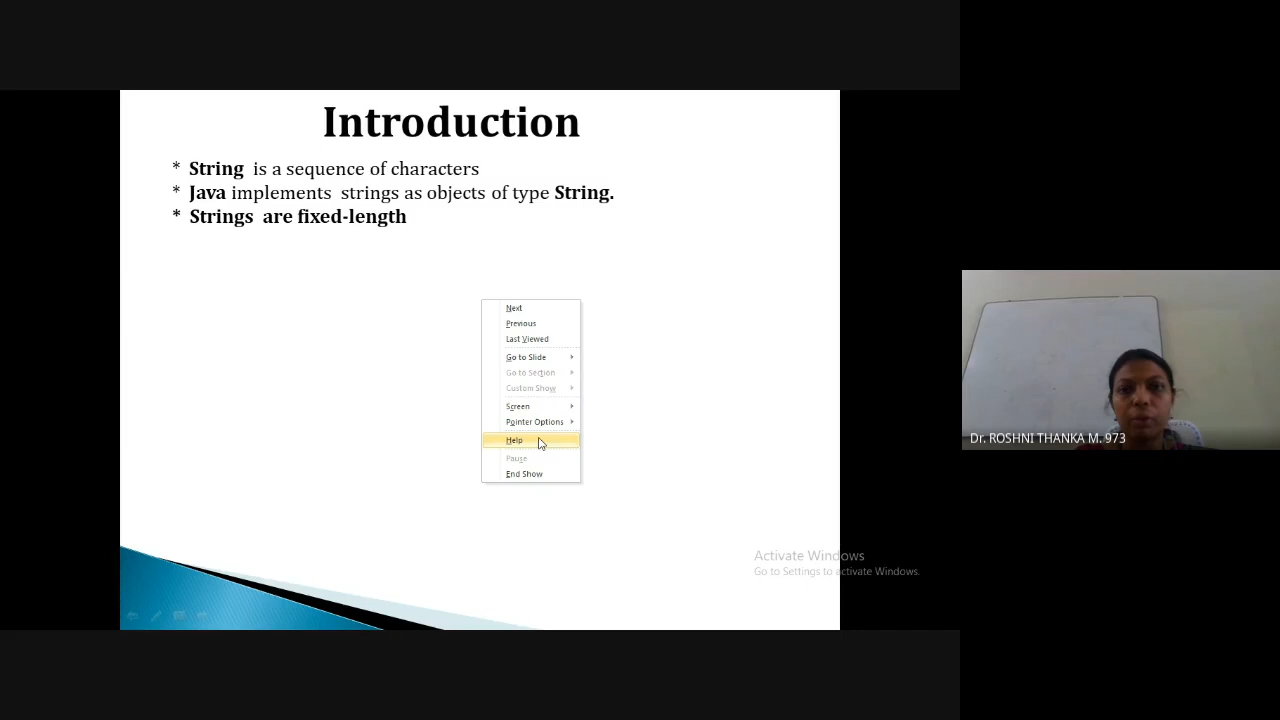 Introduction
* String is a sequence of characters
* Java implements strings as objects of type String.
* Strings are fixed-length
Next
Previous
Last Viewed
Go to Slide
Go to Section
Custom Show
Screen
Pointer Options
Help
Pause
End Show
Dr. ROSHNI THANKA M. 973
Activate Windows
Go to Settings to activate Windows.